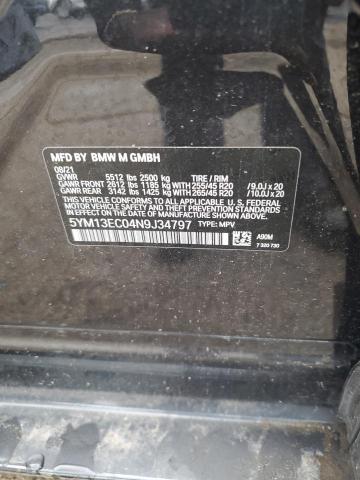 MFD BY BMW M GMBH
08/21
GVWR 5512 lbs 2500 kg TIRE / RIM
GAWR FRONT 2612 lbs 1185 kg WITH= 255/45 R20 /9.0J x 20
GAWR REAR 3142 lbs 1425 kg WITH= 265/45 R20 /10.0J x 20
THIS VEHICLE CONFORMS TO ALL APPLICABLE U. S. FEDERAL
MOTOR VEHICLE SAFETY AND THEFT PREVENTION STANDARDS
IN EFFECT ON THE DATE OF MANUFACTURE SHOWN ABOVE.
5YM13EC04N9J34797 TYPE: MPV A90M
7 320 730